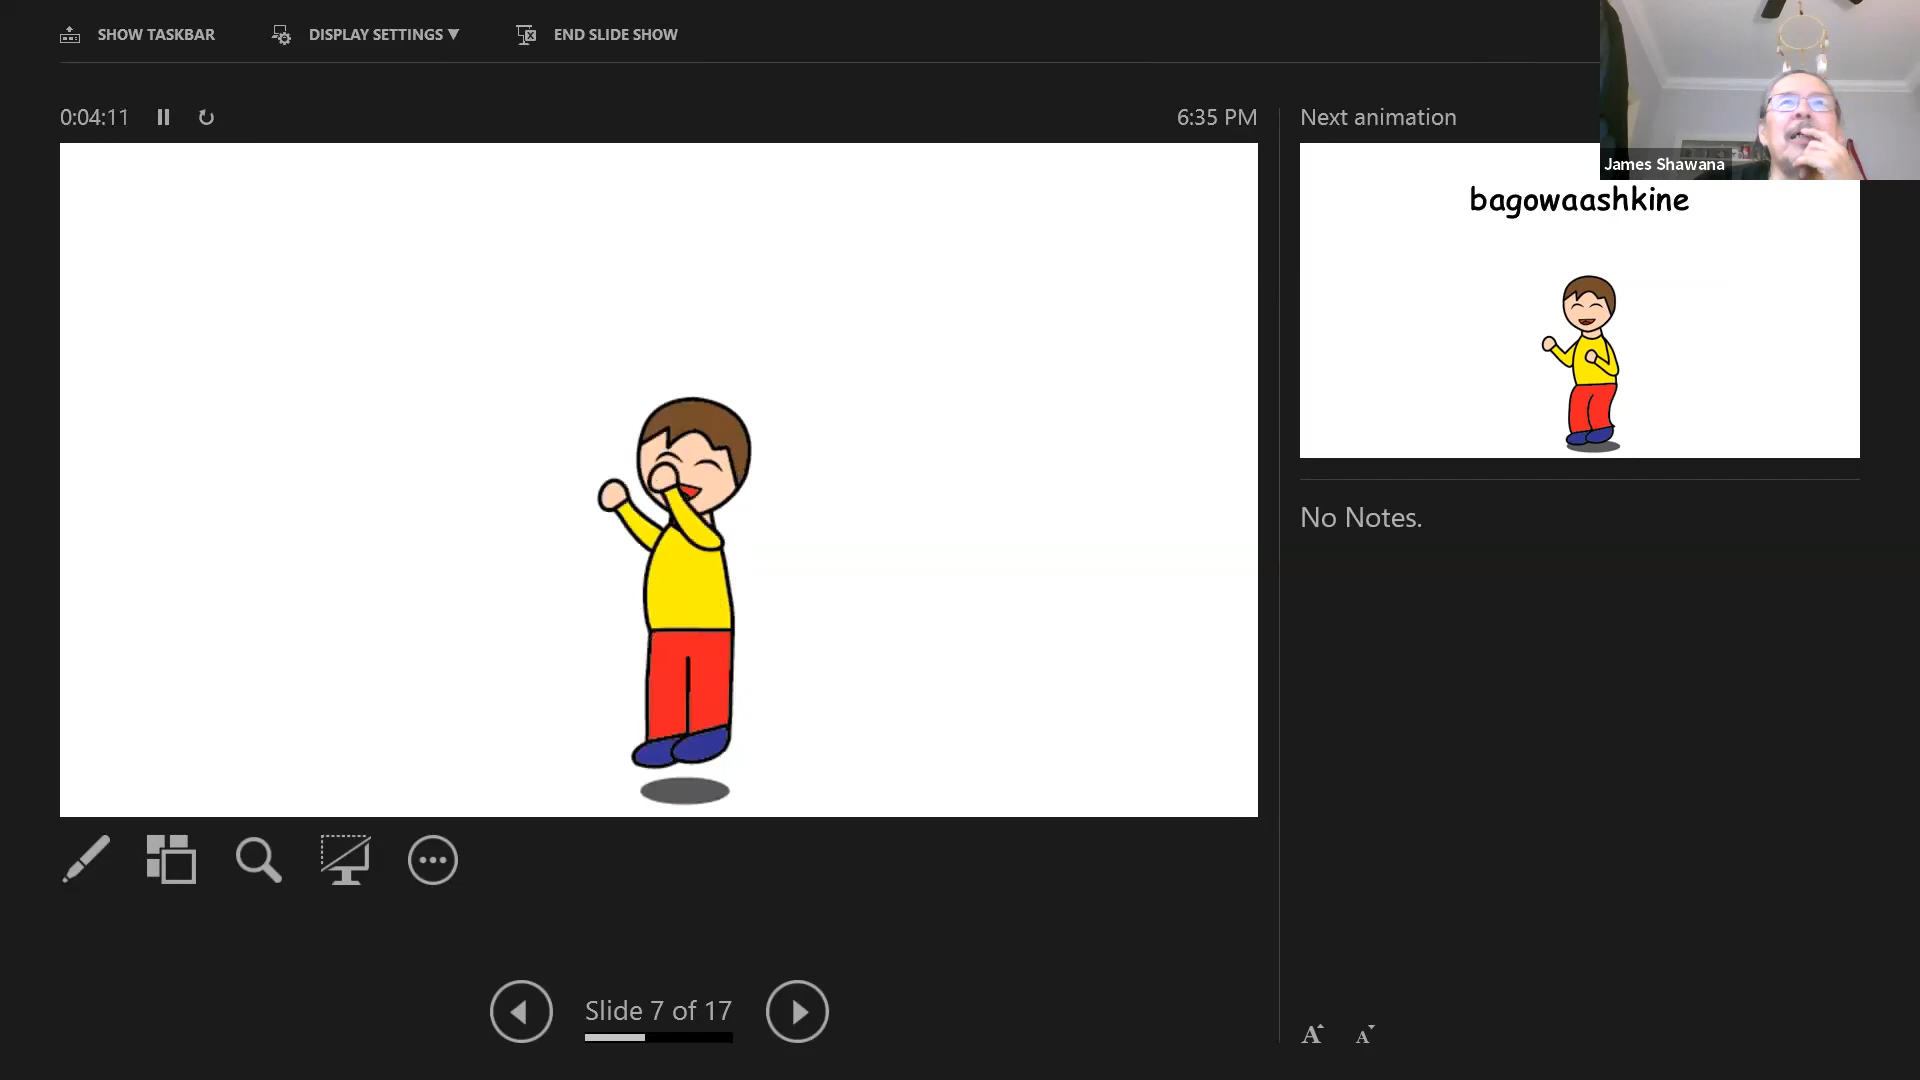 SHOW TASKBAR
DISPLAY SETTINGS ▼
END SLIDE SHOW
0:04:11
6:35 PM
Next animation
James Shawana
bagowaashkine
No Notes.
Slide 7 of 17
A
A